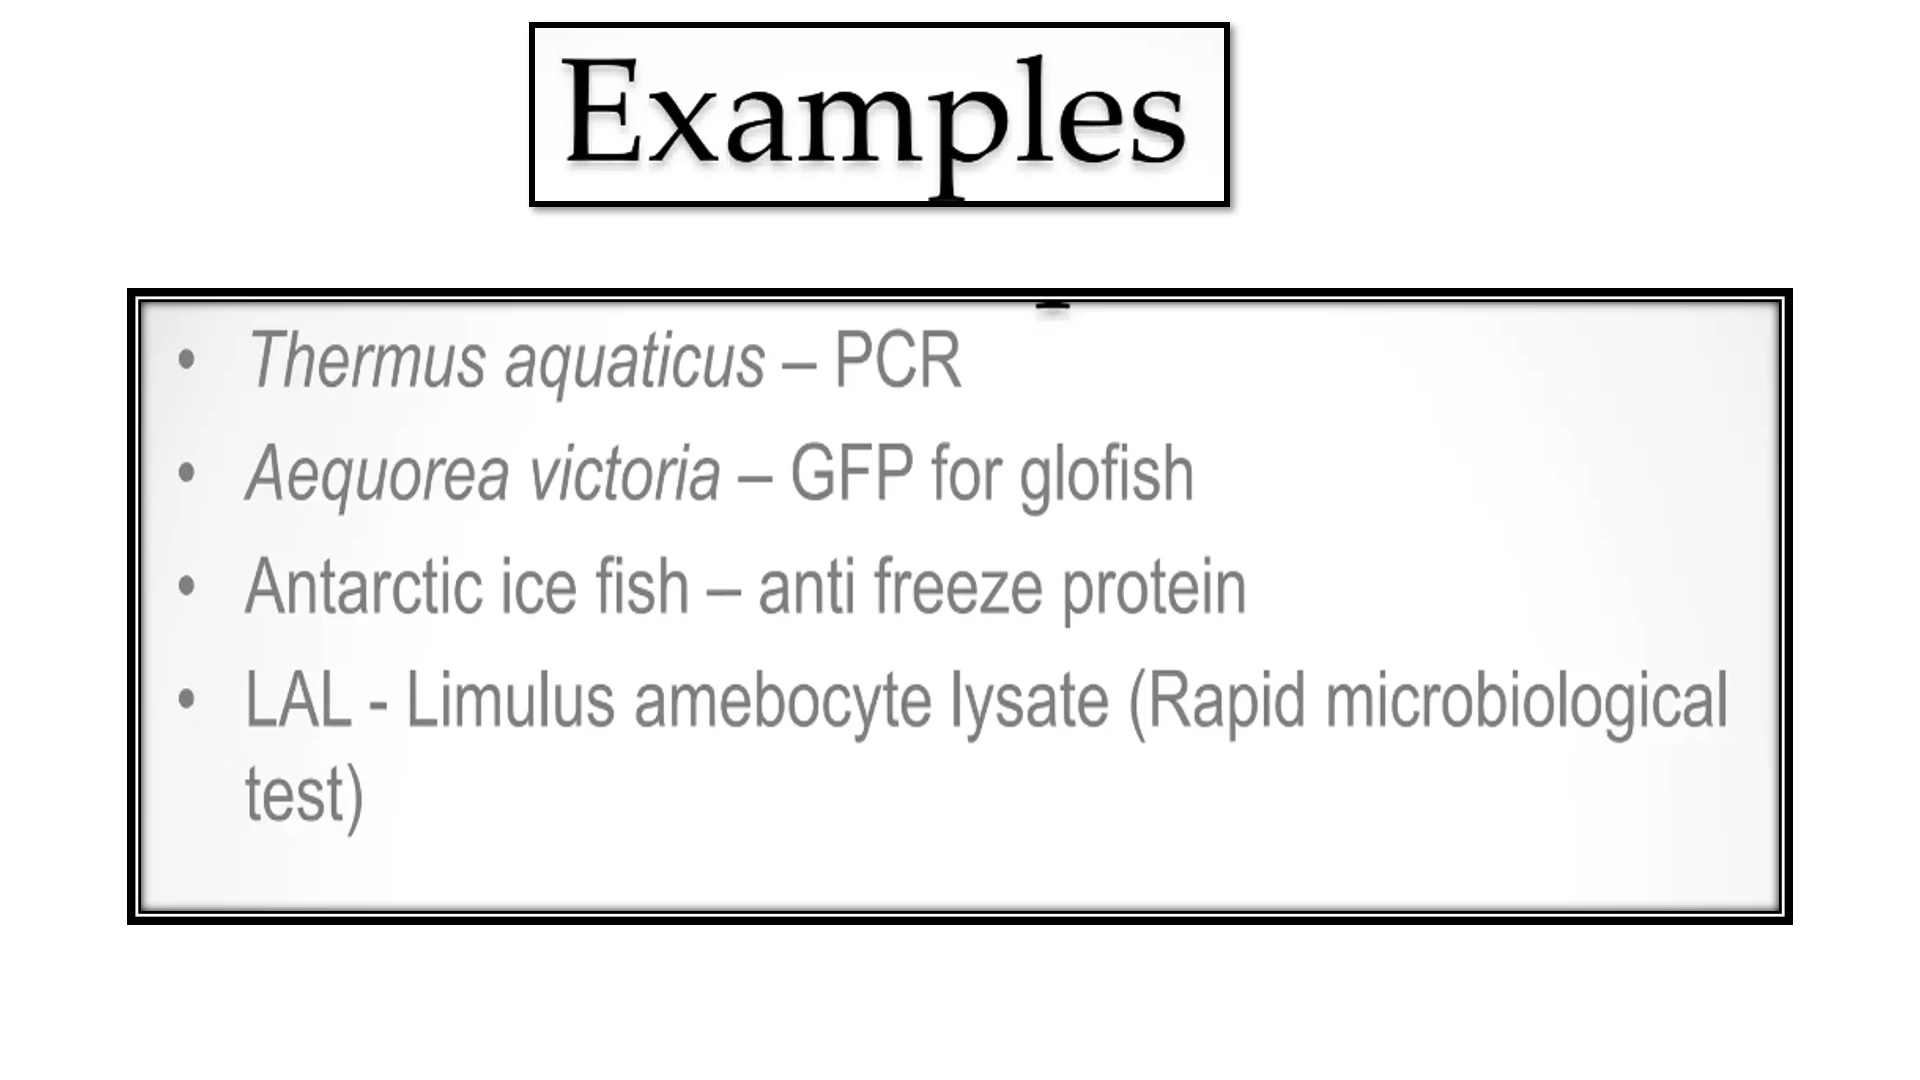 Examples
• Thermus aquaticus – PCR
• Aequorea victoria – GFP for glofish
• Antarctic ice fish – anti freeze protein
• LAL - Limulus amebocyte lysate (Rapid microbiological
test)